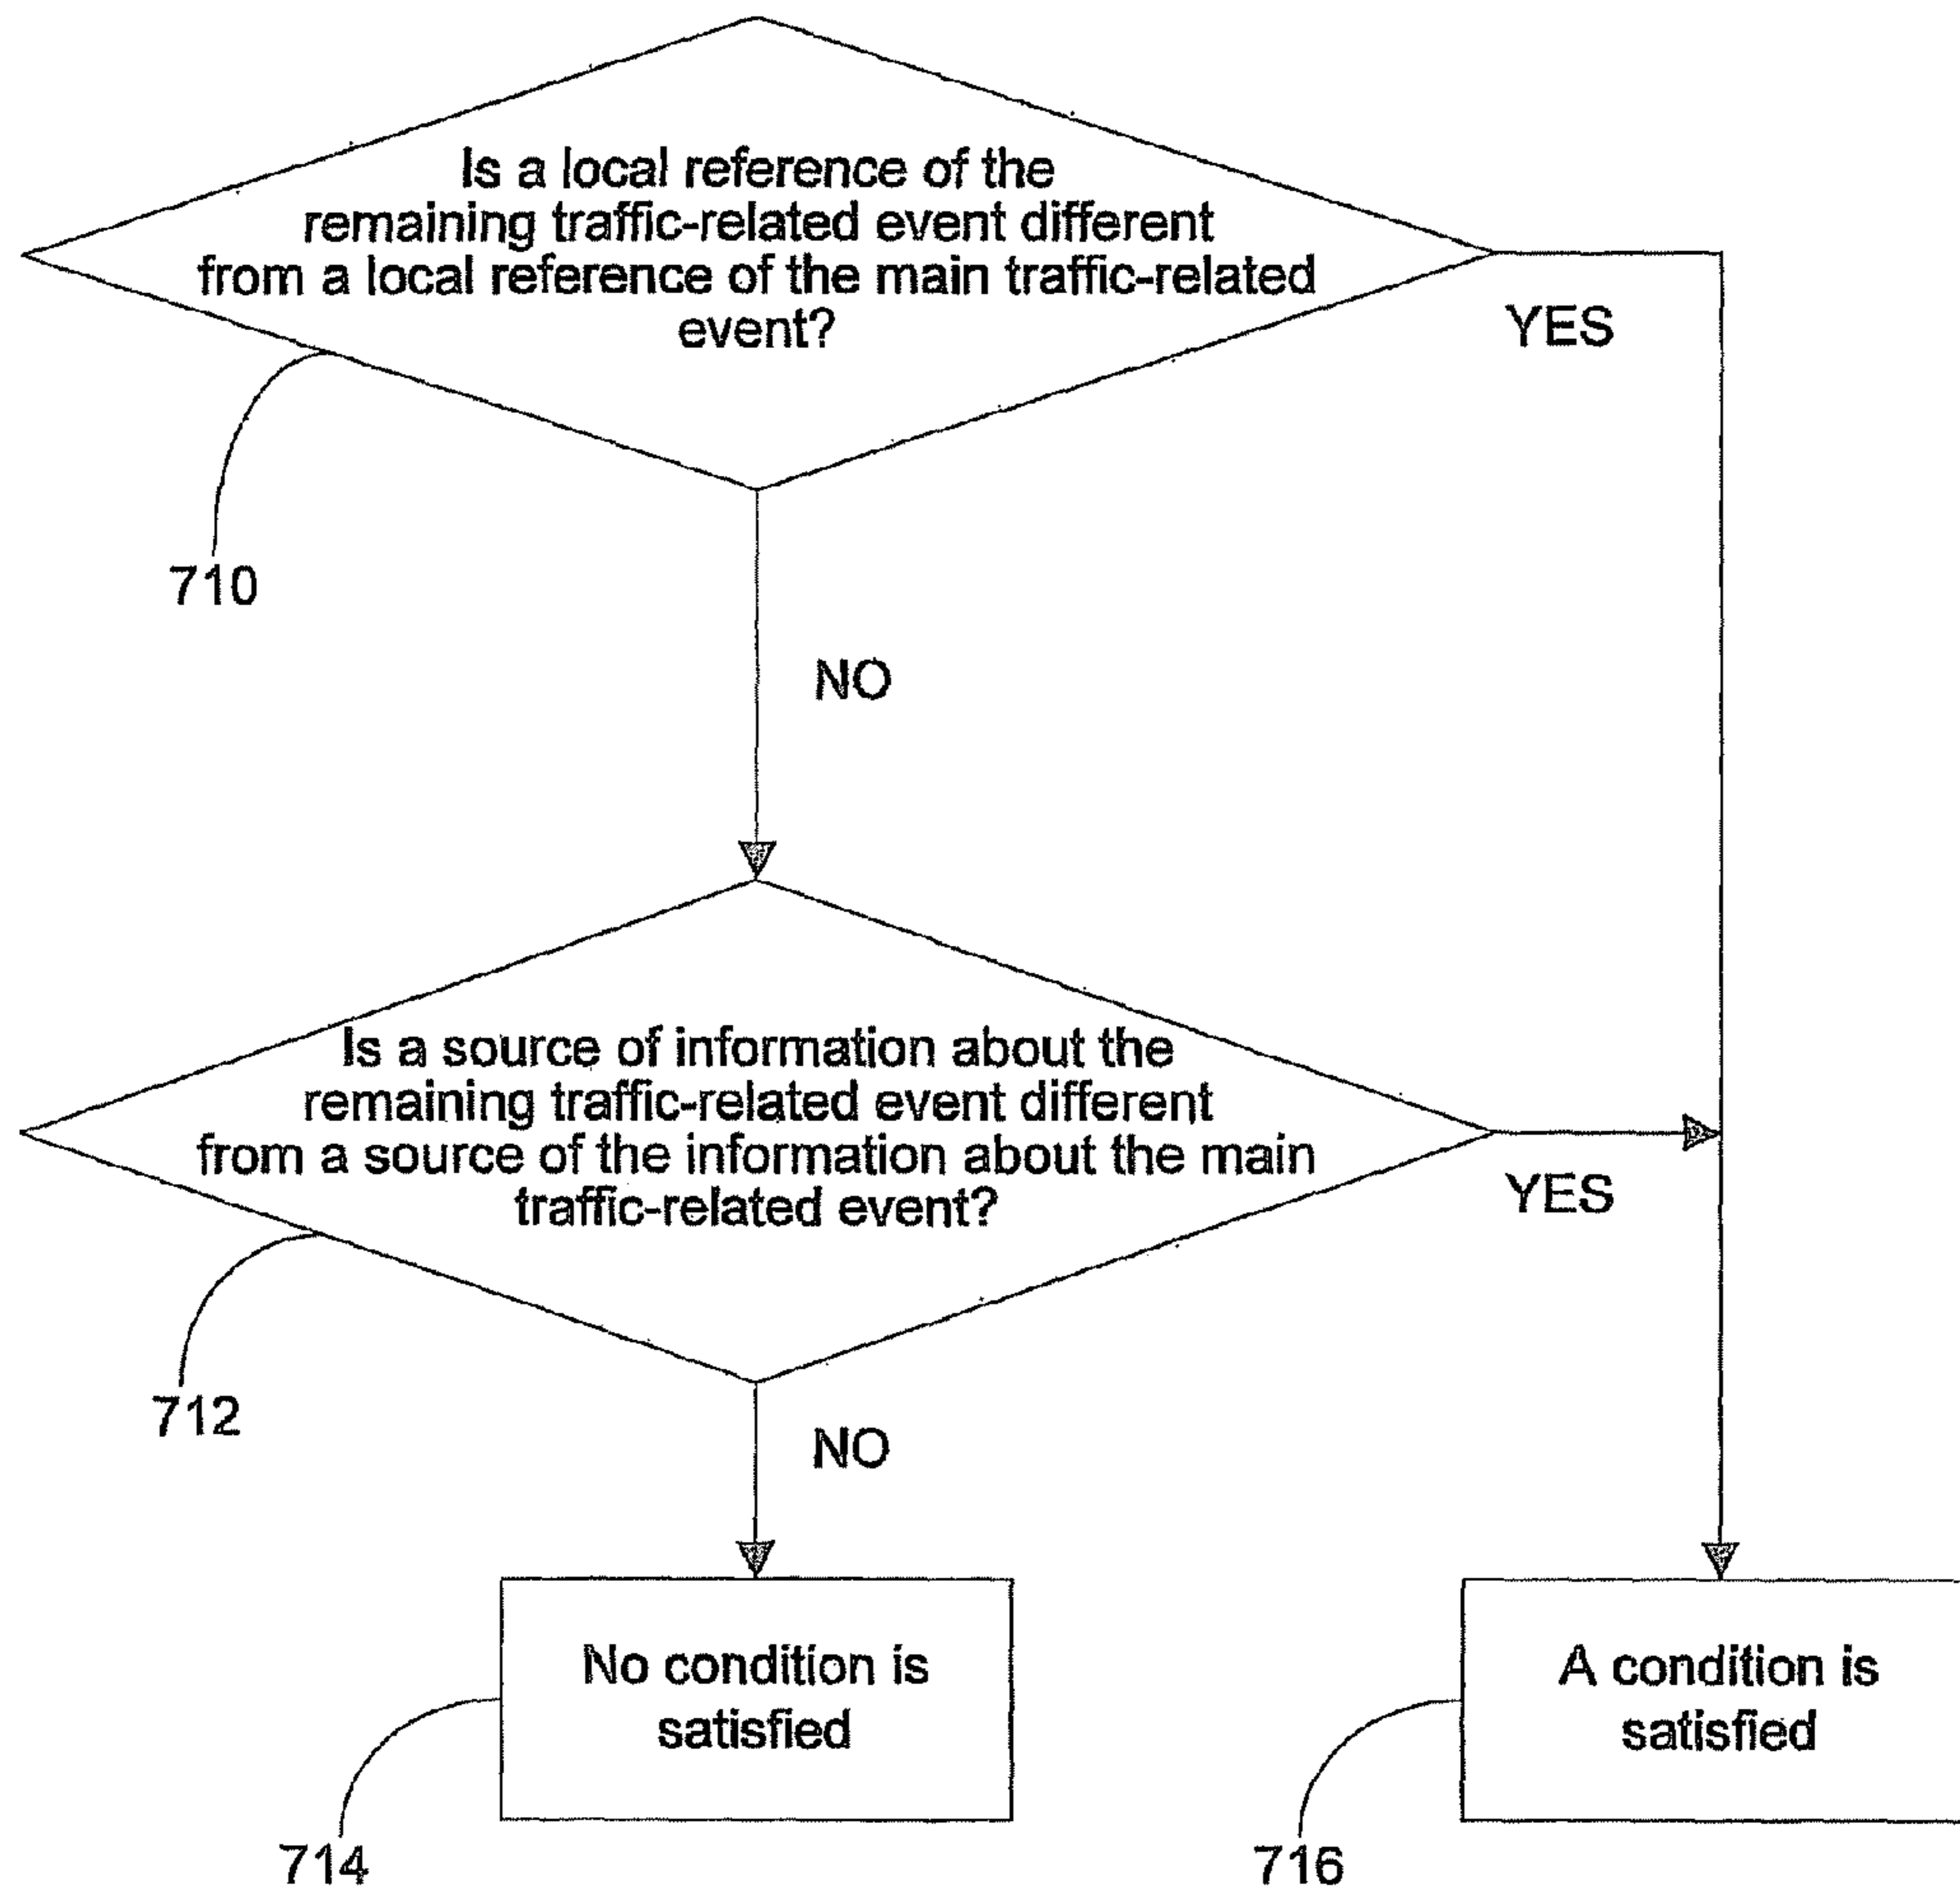 Is a local reference of the
remaining traffic-related event different
from a local reference of the main traffic-related
event?
YES
710
NO
Is a source of information about the
remaining traffic-related event different
from a source of the information about the main
traffic-related event?
YES
712
NO
No condition is
satisfied
A condition is
satisfied
714
716